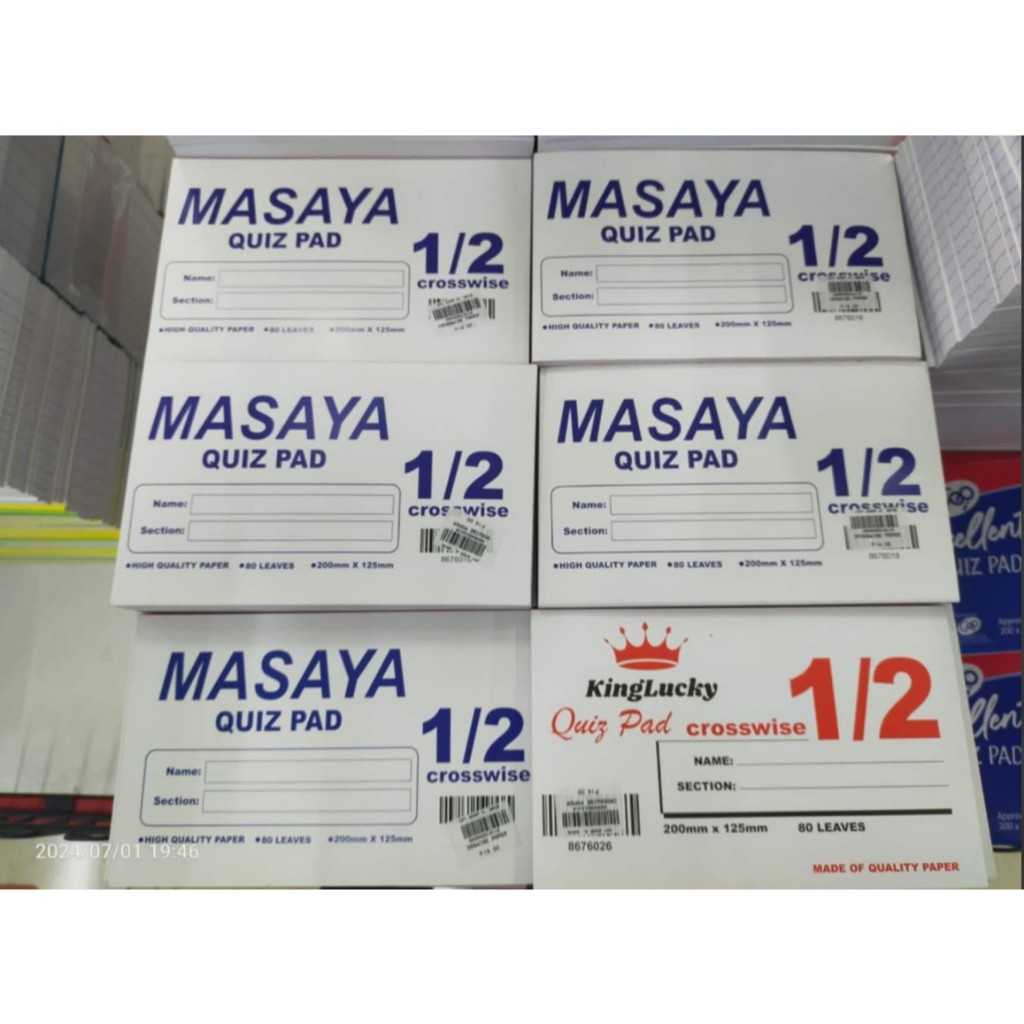 MASAYA
QUIZ PAD
1/2
crosswise
Name:
Section:
•HIGH QUALITY PAPER •80 LEAVES •200mm X 125mm
MASAYA
QUIZ PAD
1/2
crosswise
Name:
Section:
•HIGH QUALITY PAPER •80 LEAVES •200mm X 125mm
8676018
MASAYA
QUIZ PAD
1/2
crosswise
Name:
Section:
•HIGH QUALITY PAPER •80 LEAVES •200mm X 125mm
MASAYA
QUIZ PAD
1/2
crosswise
Name:
Section:
•HIGH QUALITY PAPER •80 LEAVES •200mm X 125mm
8676018
MASAYA
QUIZ PAD
1/2
crosswise
Name:
Section:
•HIGH QUALITY PAPER •80 LEAVES •200mm X 125mm
KingLucky
Quiz Pad crosswise 1/2
NAME:
SECTION:
200mm x 125mm 80 LEAVES
8676026
MADE OF QUALITY PAPER
2024/07/01 19:46